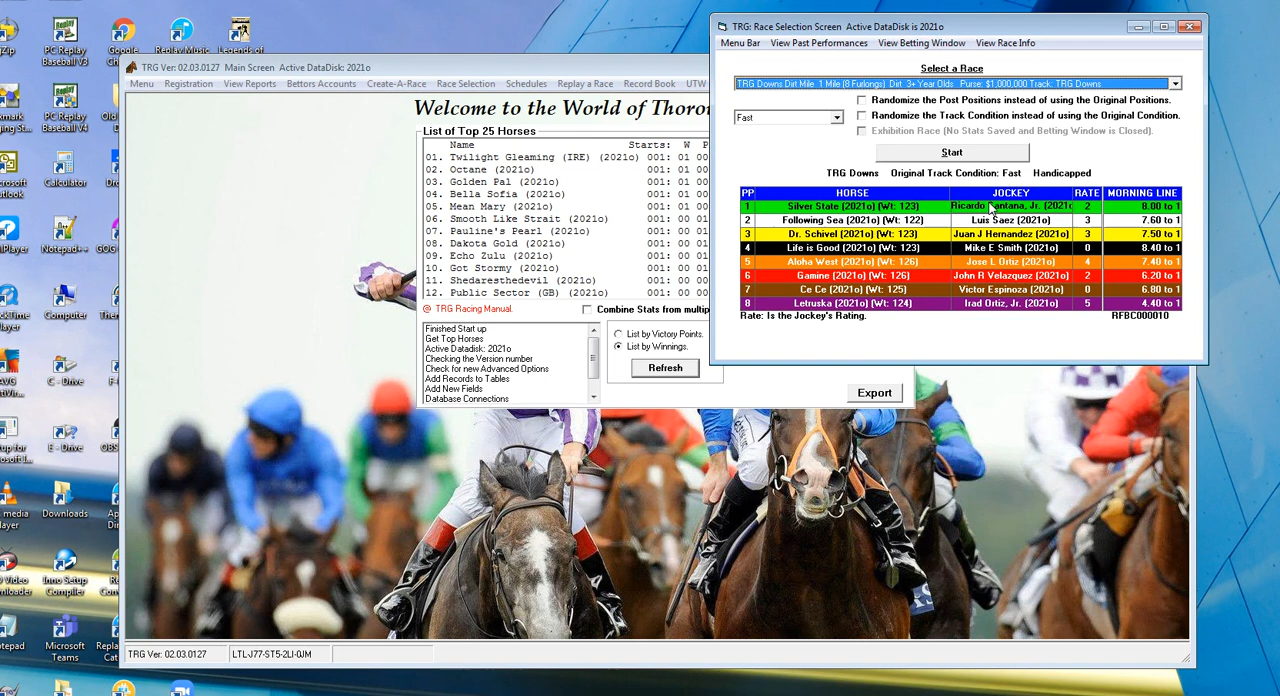 gZip
PC Replay
Baseball V3
Google
Replay Music
Legends of
PC Replay
Baseball V4
Calculator
Notepad++
Computer
C - Drive
E - Drive
Downloads
Inno Setup
Compiler
Microsoft
Teams
TRG Ver: 02.03.0127 Main Screen Active DataDisk: 2021o
Menu Registration View Reports Bettors Accounts Create-A-Race Race Selection Schedules Replay a Race Record Book UTW
Welcome to the World of Thoro
List of Top 25 Horses
Name Starts: W P
01. Twilight Gleaming (IRE) (2021o) 001: 01 00
02. Octane (2021o) 001: 01 00
03. Golden Pal (2021o) 001: 01 00
04. Bella Sofia (2021o) 001: 01 00
05. Mean Mary (2021o) 001: 01 00
06. Smooth Like Strait (2021o) 001: 01 00
07. Pauline's Pearl (2021o) 001: 01 00
08. Dakota Gold (2021o) 001: 01 00
09. Echo Zulu (2021o) 001: 01 00
10. Got Stormy (2021o) 001: 01 00
11. Shedaresthedevil (2021o) 001: 01 00
12. Public Sector (GB) (2021o) 001: 00 00
@ TRG Racing Manual.
Combine Stats from multip
Finished Start up
Get Top Horses
Active Datadisk: 2021o
Checking the Version number
Check for new Advanced Options
Add Records to Tables
Add New Fields
Database Connections
List by Victory Points.
List by Winnings.
Refresh
Export
TRG Ver: 02.03.0127
LTL-J77-ST5-2LI-0JM
TRG: Race Selection Screen Active DataDisk is 2021o
Menu Bar View Past Performances View Betting Window View Race Info
Select a Race
TRG Downs Dirt Mile 1 Mile (8 Furlongs) Dirt 3+ Year Olds Purse: $1,000,000 Track: TRG Downs
Randomize the Post Positions instead of using the Original Positions.
Fast
Randomize the Track Condition instead of using the Original Condition.
Exhibition Race (No Stats Saved and Betting Window is Closed).
Start
TRG Downs Original Track Condition: Fast Handicapped
PP HORSE JOCKEY RATE MORNING LINE
1 Silver State (2021o) (Wt: 123) Ricardo Santana, Jr. (2021o 2 8.00 to 1
2 Following Sea (2021o) (Wt: 122) Luis Saez (2021o) 3 7.60 to 1
3 Dr. Schivel (2021o) (Wt: 123) Juan J Hernandez (2021o) 3 7.50 to 1
4 Life is Good (2021o) (Wt: 123) Mike E Smith (2021o) 0 8.40 to 1
5 Aloha West (2021o) (Wt: 126) Jose L Ortiz (2021o) 4 7.40 to 1
6 Gamine (2021o) (Wt: 126) John R Velazquez (2021o) 2 6.20 to 1
7 Ce Ce (2021o) (Wt: 125) Victor Espinoza (2021o) 0 6.80 to 1
8 Letruska (2021o) (Wt: 124) Irad Ortiz, Jr. (2021o) 5 4.40 to 1
Rate: Is the Jockey's Rating. RFBC000010